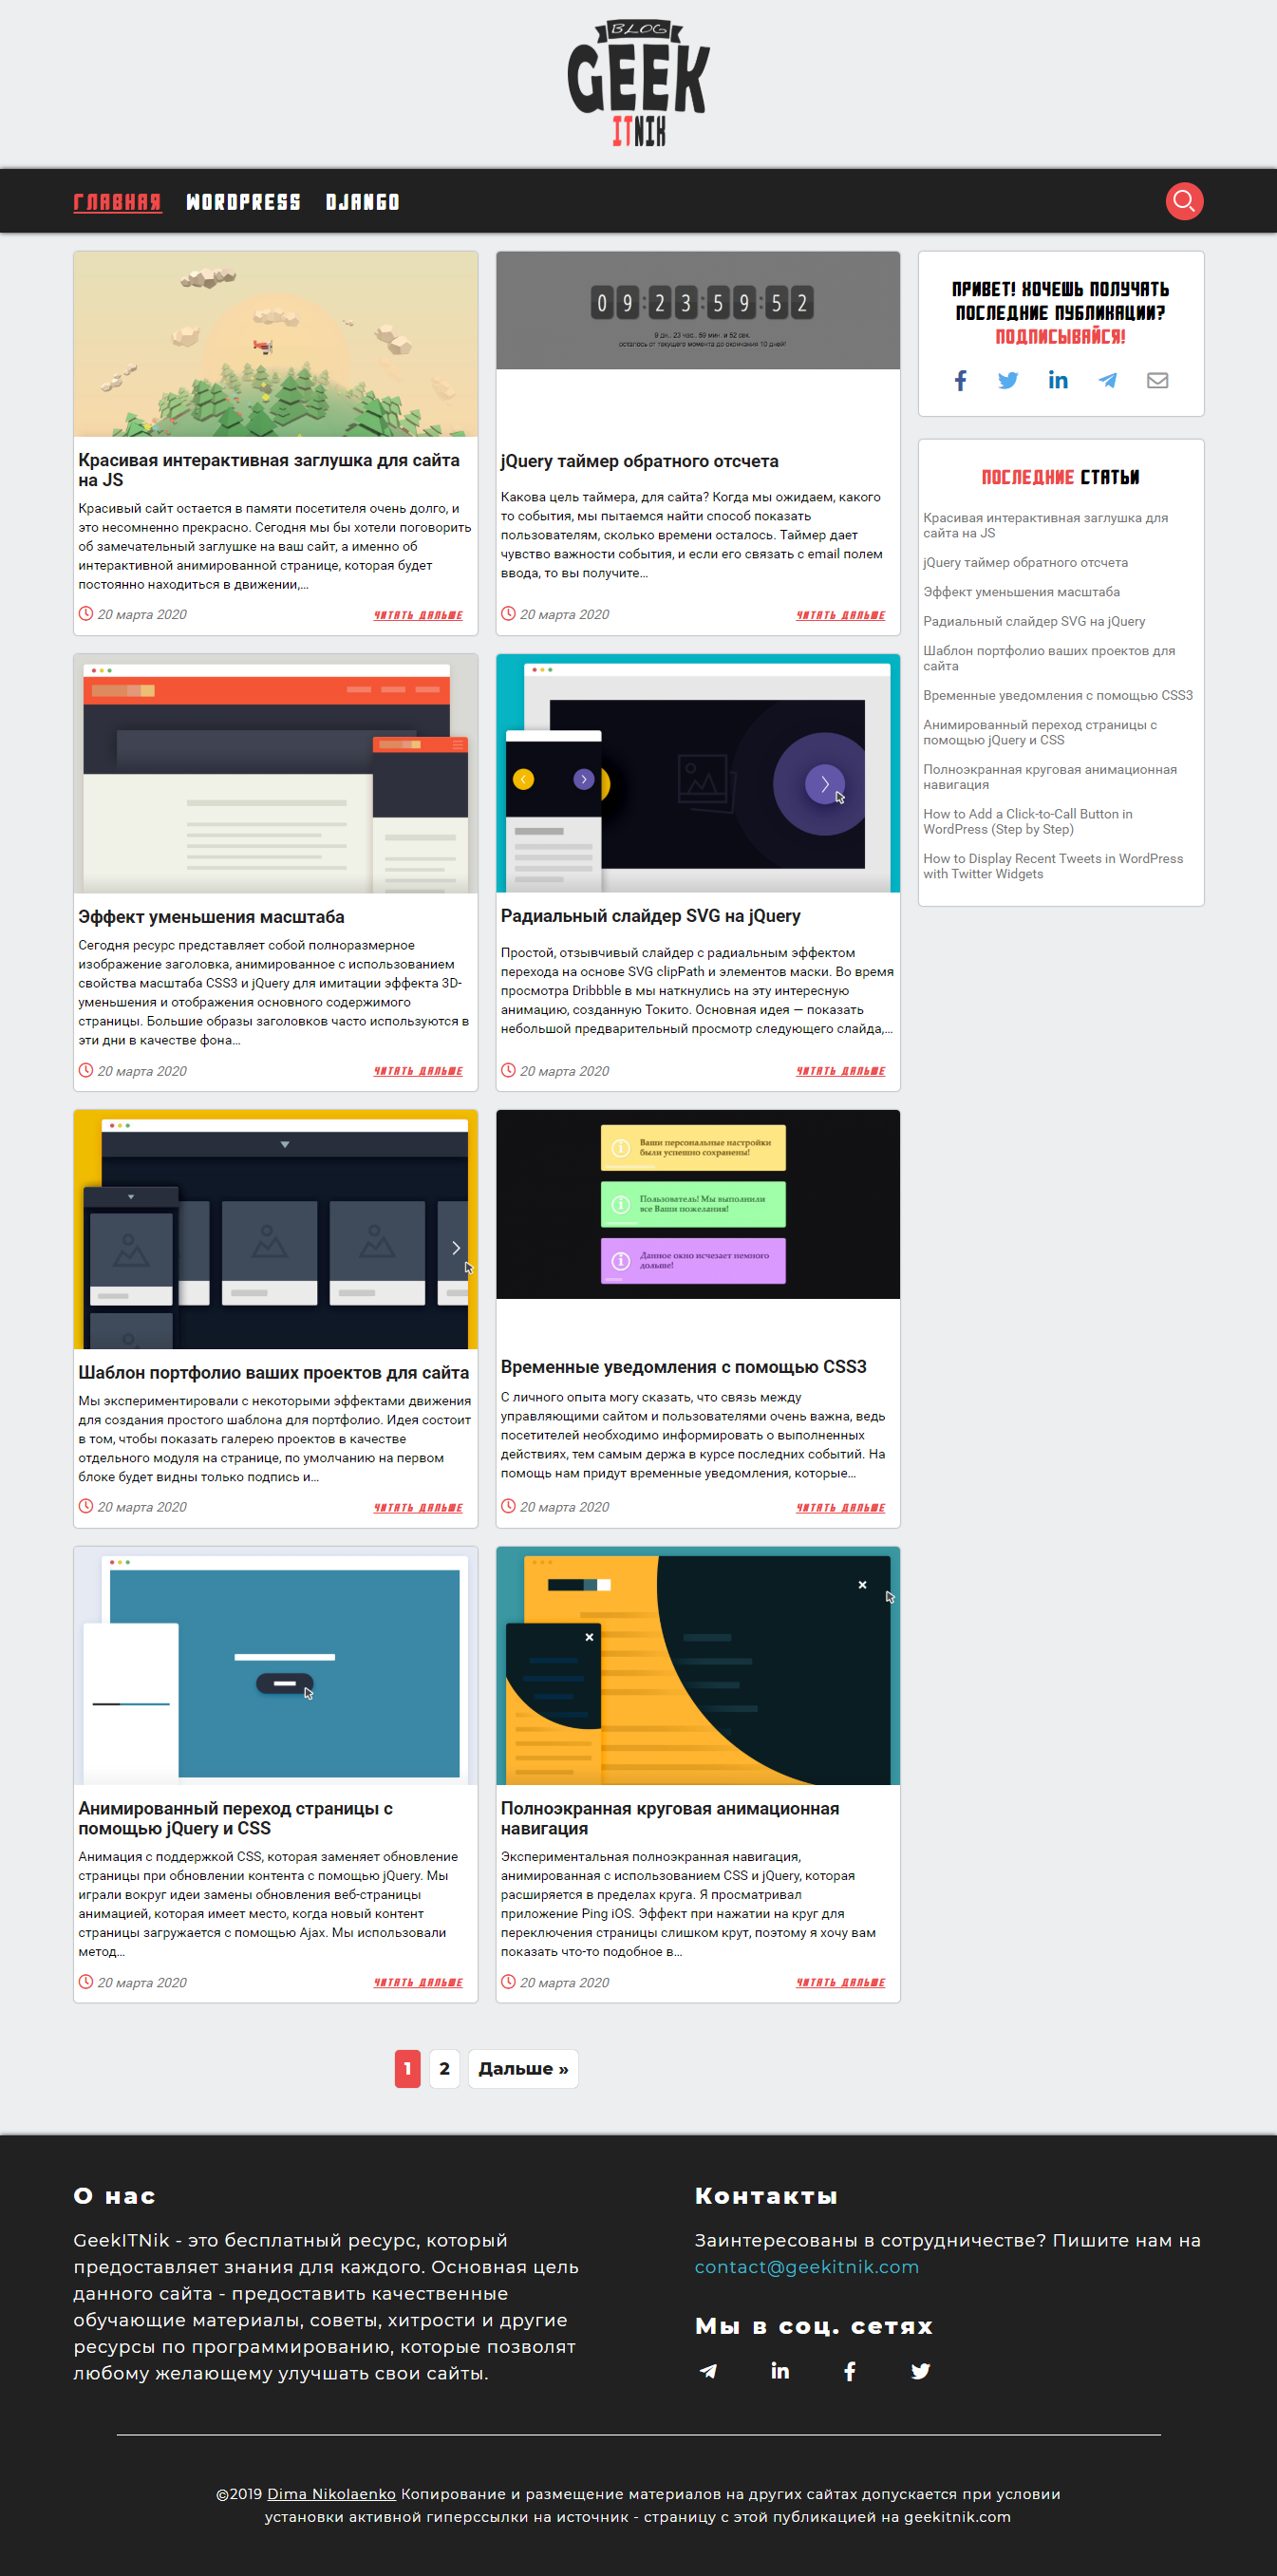 BLOG
GEEK
ITNIK
ГЛАВНАЯ WORDPRESS DJANGO
09:23:59:52
9 дн., 23 час., 59 мин. и 52 сек.
осталось от текущего момента до окончания 10 дней!
Красивая интерактивная заглушка для сайта
на JS
Красивый сайт остается в памяти посетителя очень долго, и
это несомненно прекрасно. Сегодня мы бы хотели поговорить
об замечательный заглушке на ваш сайт, а именно об
интерактивной анимированной странице, которая будет
постоянно находиться в движении,...
20 марта 2020 ЧИТАТЬ ДАЛЬШЕ
jQuery таймер обратного отсчета
Какова цель таймера, для сайта? Когда мы ожидаем, какого
то события, мы пытаемся найти способ показать
пользователям, сколько времени осталось. Таймер дает
чувство важности события, и если его связать с email полем
ввода, то вы получите...
20 марта 2020 ЧИТАТЬ ДАЛЬШЕ
Эффект уменьшения масштаба
Сегодня ресурс представляет собой полноразмерное
изображение заголовка, анимированное с использованием
свойства масштаба CSS3 и jQuery для имитации эффекта 3D-
уменьшения и отображения основного содержимого
страницы. Большие образы заголовков часто используются в
эти дни в качестве фона...
20 марта 2020 ЧИТАТЬ ДАЛЬШЕ
Радиальный слайдер SVG на jQuery
Простой, отзывчивый слайдер с радиальным эффектом
перехода на основе SVG clipPath и элементов маски. Во время
просмотра Dribbble в мы наткнулись на эту интересную
анимацию, созданную Токито. Основная идея — показать
небольшой предварительный просмотр следующего слайда,...
20 марта 2020 ЧИТАТЬ ДАЛЬШЕ
Шаблон портфолио ваших проектов для сайта
Мы экспериментировали с некоторыми эффектами движения
для создания простого шаблона для портфолио. Идея состоит
в том, чтобы показать галерею проектов в качестве
отдельного модуля на странице, по умолчанию на первом
блоке будет видны только подпись и...
20 марта 2020 ЧИТАТЬ ДАЛЬШЕ
Ваши персональные настройки
были успешно сохранены!
Пользователь! Мы выполнили
все Ваши пожелания!
Данное окно исчезает немного
дольше!
Временные уведомления с помощью CSS3
С личного опыта могу сказать, что связь между
управляющими сайтом и пользователями очень важна, ведь
посетителей необходимо информировать о выполненных
действиях, тем самым держа в курсе последних событий. На
помощь нам придут временные уведомления, которые...
20 марта 2020 ЧИТАТЬ ДАЛЬШЕ
Анимированный переход страницы с
помощью jQuery и CSS
Анимация с поддержкой CSS, которая заменяет обновление
страницы при обновлении контента с помощью jQuery. Мы
играли вокруг идеи замены обновления веб-страницы
анимацией, которая имеет место, когда новый контент
страницы загружается с помощью Ajax. Мы использовали
метод...
20 марта 2020 ЧИТАТЬ ДАЛЬШЕ
Полноэкранная круговая анимационная
навигация
Экспериментальная полноэкранная навигация,
анимированная с использованием CSS и jQuery, которая
расширяется в пределах круга. Я просматривал
приложение Ping iOS. Эффект при нажатии на круг для
переключения страницы слишком крут, поэтому я хочу вам
показать что-то подобное в...
20 марта 2020 ЧИТАТЬ ДАЛЬШЕ
ПРИВЕТ! ХОЧЕШЬ ПОЛУЧАТЬ
ПОСЛЕДНИЕ ПУБЛИКАЦИИ?
ПОДПИСЫВАЙСЯ!
ПОСЛЕДНИЕ СТАТЬИ
Красивая интерактивная заглушка для
сайта на JS
jQuery таймер обратного отсчета
Эффект уменьшения масштаба
Радиальный слайдер SVG на jQuery
Шаблон портфолио ваших проектов для
сайта
Временные уведомления с помощью CSS3
Анимированный переход страницы с
помощью jQuery и CSS
Полноэкранная круговая анимационная
навигация
How to Add a Click-to-Call Button in
WordPress (Step by Step)
How to Display Recent Tweets in WordPress
with Twitter Widgets
1 2 Дальше »
О нас
GeekITNik - это бесплатный ресурс, который
предоставляет знания для каждого. Основная цель
данного сайта - предоставить качественные
обучающие материалы, советы, хитрости и другие
ресурсы по программированию, которые позволят
любому желающему улучшать свои сайты.
Контакты
Заинтересованы в сотрудничестве? Пишите нам на
contact@geekitnik.com
Мы в соц. сетях
©2019 Dima Nikolaenko Копирование и размещение материалов на других сайтах допускается при условии
установки активной гиперссылки на источник - страницу с этой публикацией на geekitnik.com